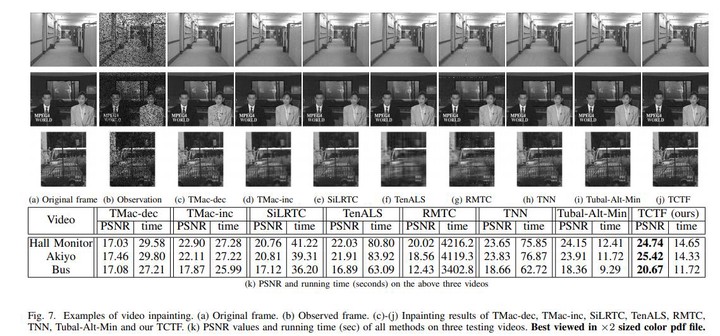 MPEG4
WORLD
(a) Original frame (b) Observation (c) TMac-dec (d) TMac-inc (e) SiLRTC (f) TenALS (g) RMTC (h) TNN (i) Tubal-Alt-Min (j) TCTF
Video TMac-dec TMac-inc SiLRTC TenALS RMTC TNN Tubal-Alt-Min TCTF (ours)
PSNR time PSNR time PSNR time PSNR time PSNR time PSNR time PSNR time PSNR time
Hall Monitor 17.03 29.58 22.90 27.28 20.76 41.22 22.03 80.80 20.02 4216.2 23.65 75.85 24.15 12.41 24.74 14.65
Akiyo 17.46 29.80 22.11 27.22 20.81 39.31 21.91 83.92 18.56 4119.3 24.83 76.87 23.91 11.72 25.42 14.33
Bus 17.08 27.21 17.87 25.99 17.12 36.20 16.89 63.09 12.43 3402.8 18.66 62.72 18.36 9.29 20.67 11.72
(k) PSNR and running time (seconds) on the above three videos
Fig. 7. Examples of video inpainting. (a) Original frame. (b) Observed frame. (c)-(j) Inpainting results of TMac-dec, TMac-inc, SiLRTC, TenALS, RMTC,
TNN, Tubal-Alt-Min and our TCTF. (k) PSNR values and running time (sec) of all methods on three testing videos. Best viewed in ×2 sized color pdf file.